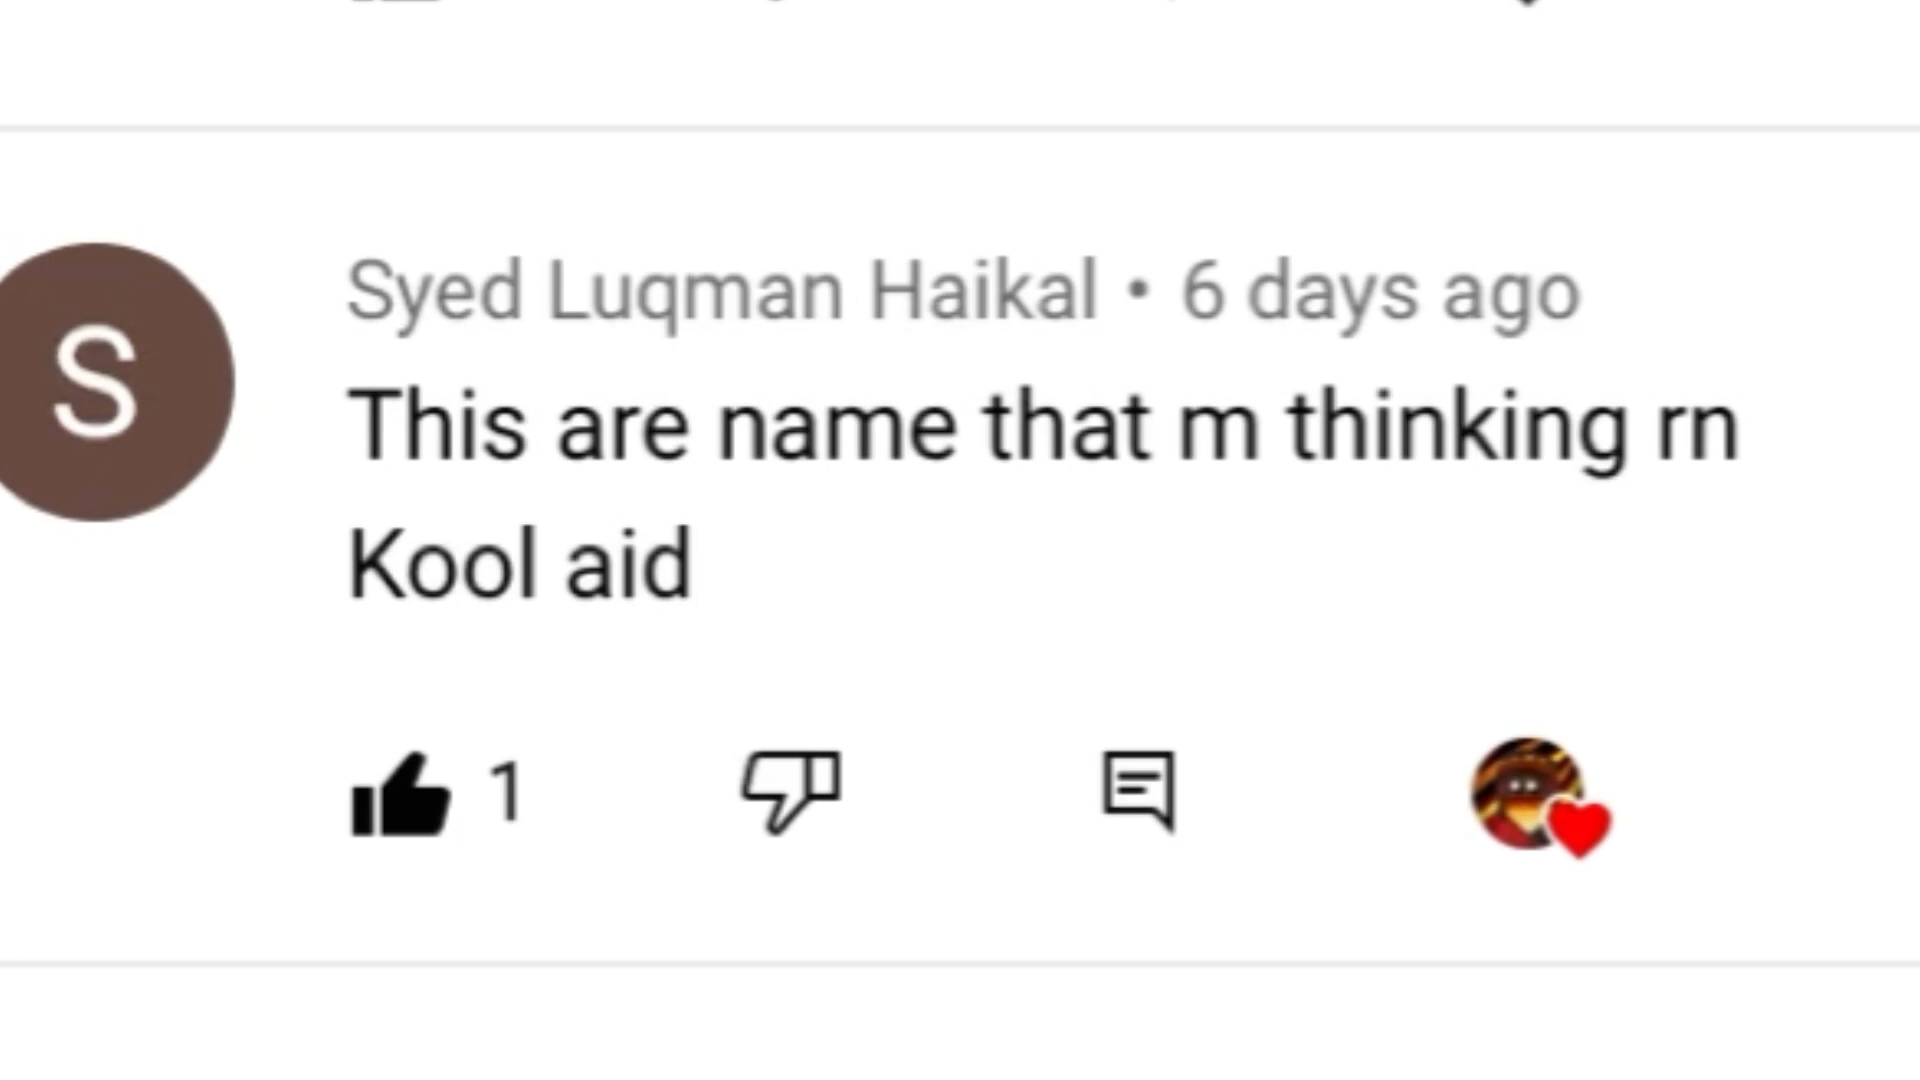 S
Syed Luqman Haikal • 6 days ago
This are name that m thinking rn
Kool aid
1